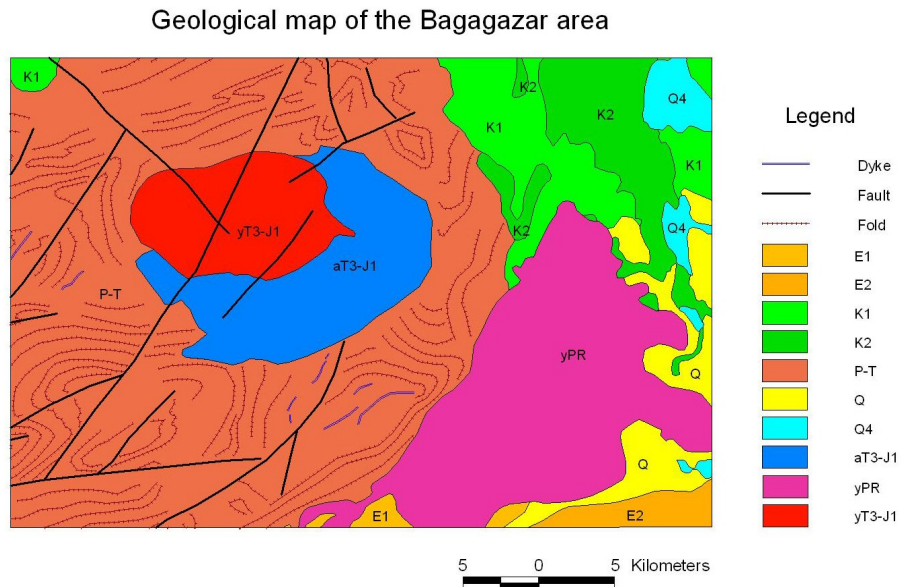 Geological map of the Bagagazar area
K1
K2
K2
Q4
K1
K1
Q4
K2
yT3-J1
aT3-J1
P-T
yPR
Q
Q
E1
E2
Legend
Dyke
Fault
Fold
E1
E2
K1
K2
P-T
Q
Q4
aT3-J1
yPR
yT3-J1
5 0 5 Kilometers